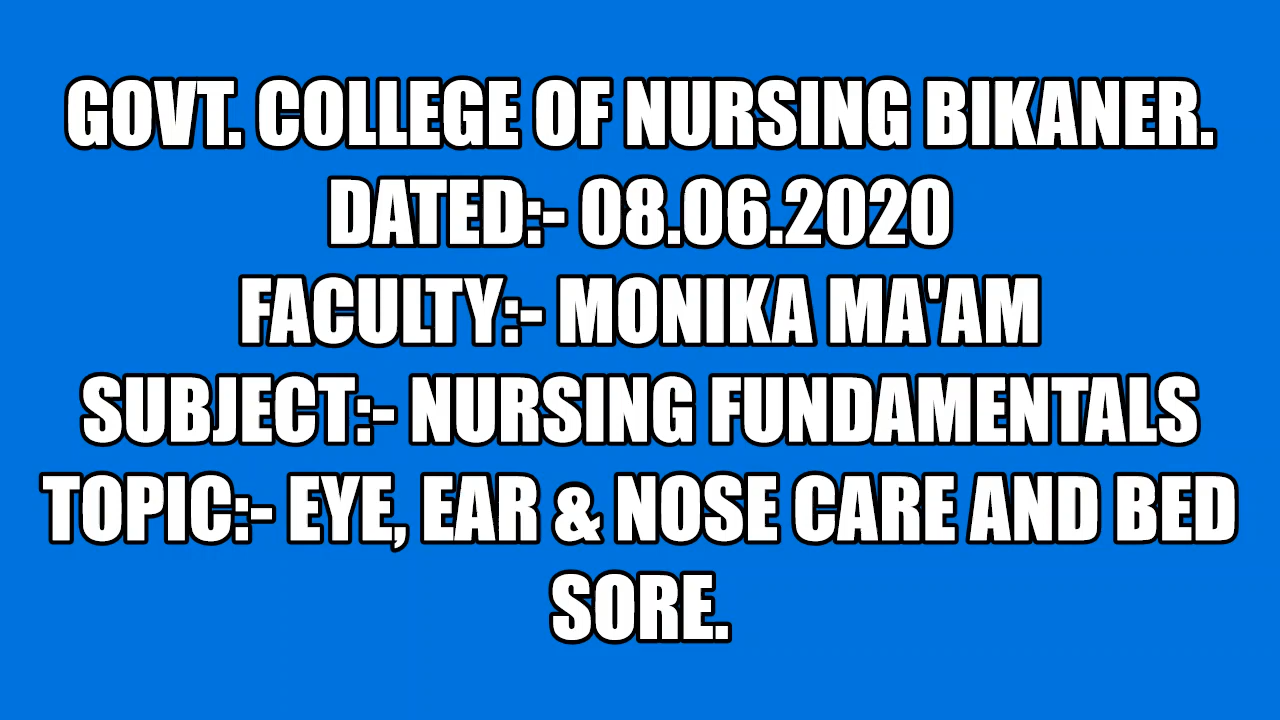 GOVT. COLLEGE OF NURSING BIKANER.
DATED:- 08.06.2020
FACULTY:- MONIKA MA'AM
SUBJECT:- NURSING FUNDAMENTALS
TOPIC:- EYE, EAR & NOSE CARE AND BED
SORE.